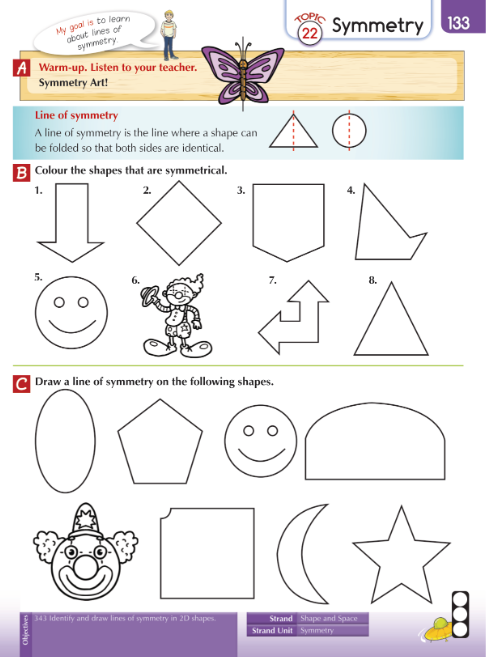 My goal is to learn
about lines of
symmetry.
TOPIC
22
Symmetry
133
A Warm-up. Listen to your teacher.
Symmetry Art!
Line of symmetry
A line of symmetry is the line where a shape can
be folded so that both sides are identical.
B Colour the shapes that are symmetrical.
1. 2. 3. 4.
5. 6. 7. 8.
C Draw a line of symmetry on the following shapes.
Objectives
343 Identify and draw lines of symmetry in 2D shapes.
Strand Shape and Space
Strand Unit Symmetry